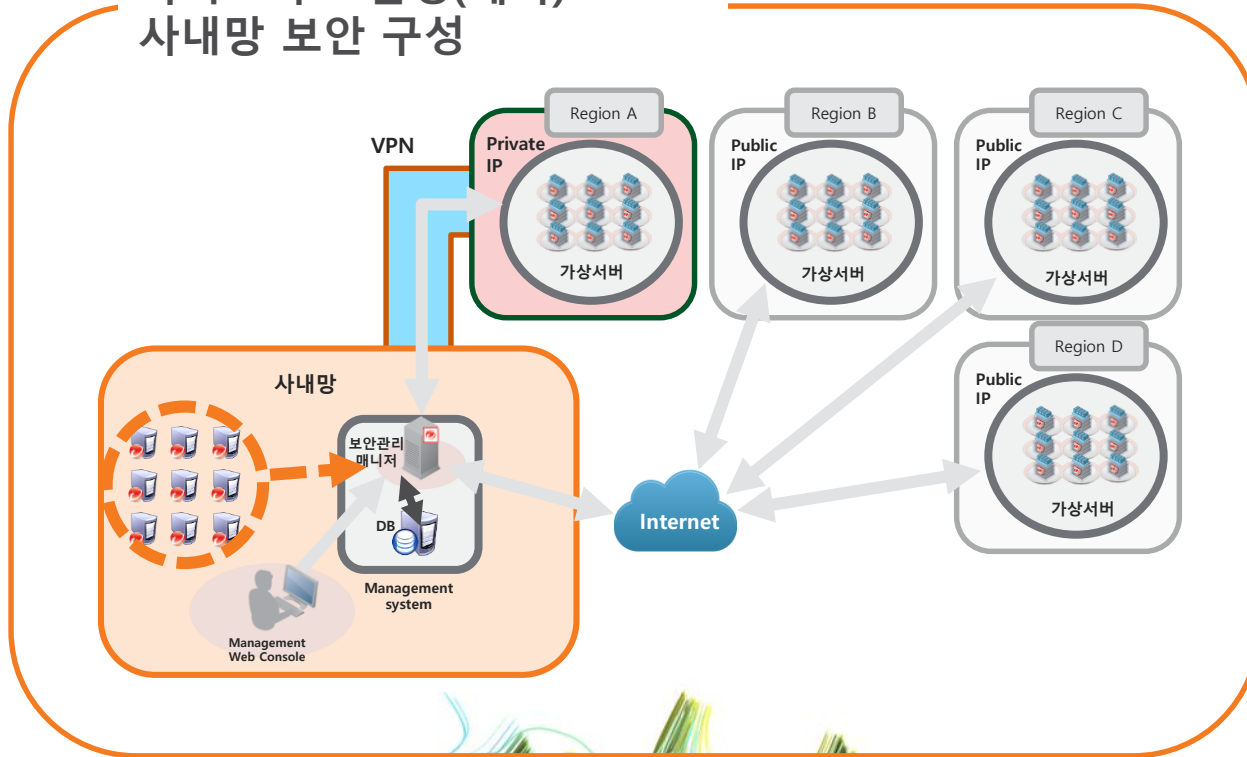 사내망 보안 구성
Region A
Region B
Region C
VPN
Private
IP
Public
IP
Public
IP
가상서버
가상서버
가상서버
Region D
Public
IP
가상서버
사내망
보안관리
매니저
DB
Internet
Management
system
Management
Web Console